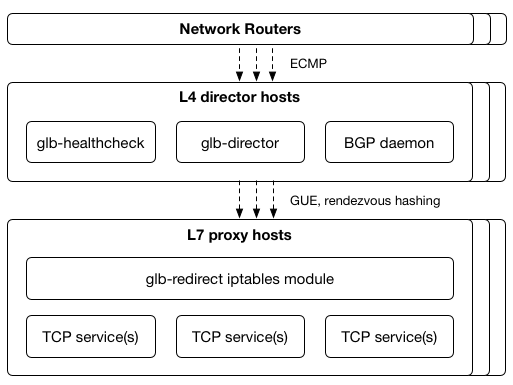 Network Routers
ECMP
L4 director hosts
glb-healthcheck
glb-director
BGP daemon
GUE, rendezvous hashing
L7 proxy hosts
glb-redirect iptables module
TCP service(s)
TCP service(s)
TCP service(s)